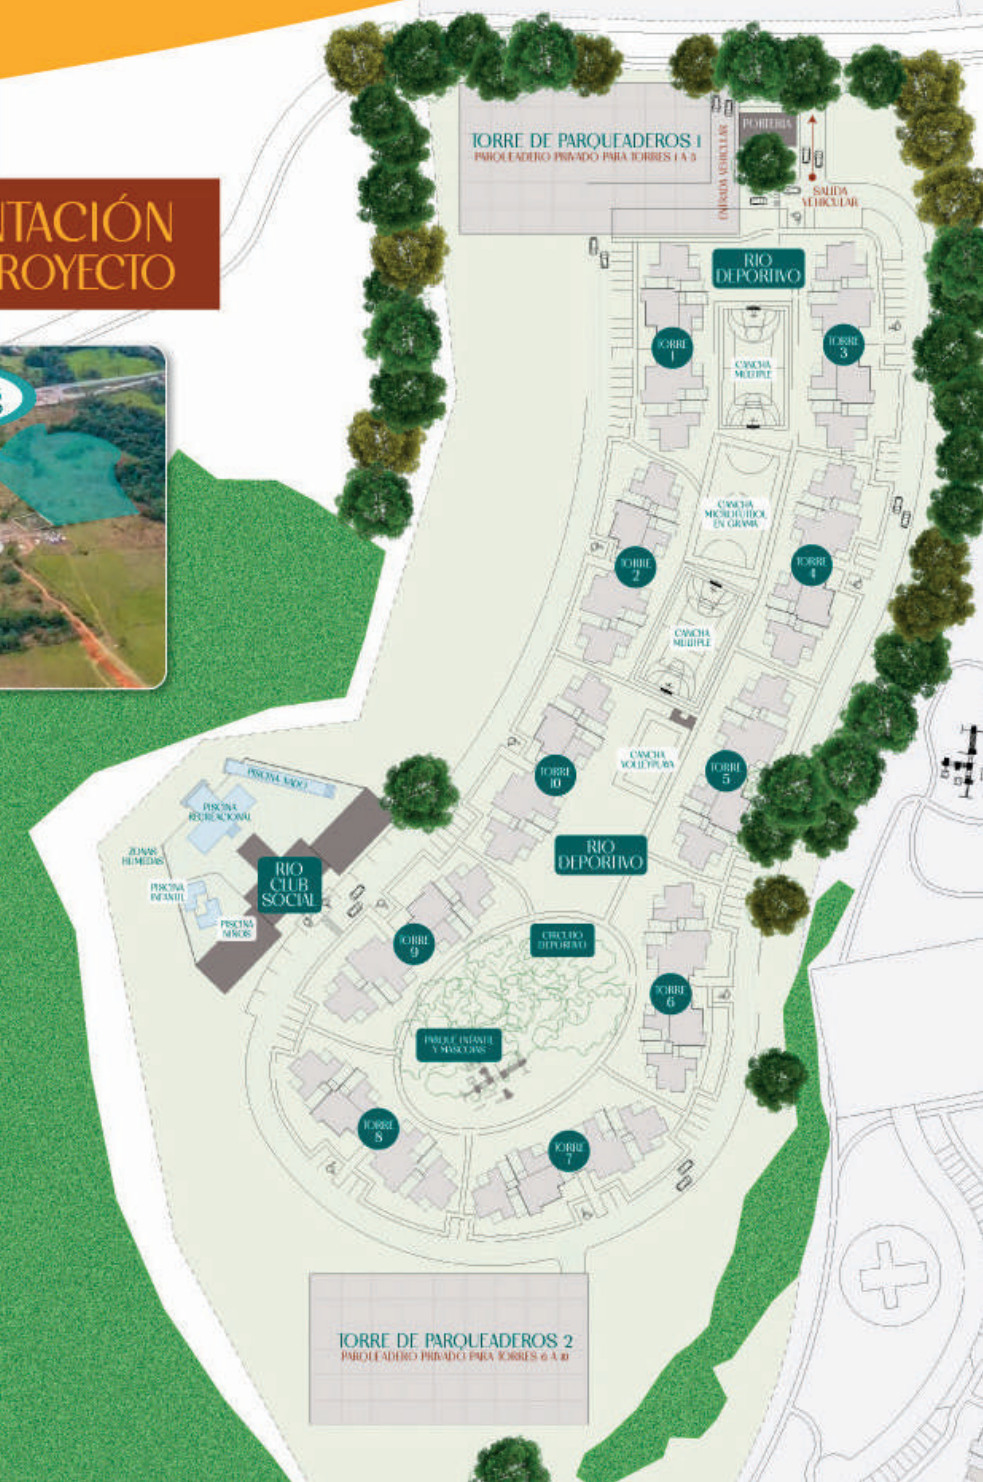 NTACIÓN
ROYECTO
TORRE DE PARQUEADEROS 1
PARQUEADERO PRIVADO PARA TORRES 1 A 5
ENTRADA VEHICULAR
PORTERIA
SALIDA
VEHICULAR
RIO
DEPORTIVO
TORRE
1
TORRE
3
CANCHA
MULTIPLE
CANCHA
MICROFUTBOL
EN GRAMA
TORRE
2
TORRE
4
CANCHA
MULTIPLE
CANCHA
VOLLEYPLAYA
TORRE
10
TORRE
5
PISCINA NADO
PISCINA
RECREACIONAL
ZONAS
HUMEDAS
PISCINA
INFANTIL
PISCINA
NIÑOS
RIO
CLUB
SOCIAL
RIO
DEPORTIVO
TORRE
9
CIRCUITO
DEPORTIVO
TORRE
6
PARQUE INFANTIL
Y MASCOTAS
TORRE
8
TORRE
7
TORRE DE PARQUEADEROS 2
PARQUEADERO PRIVADO PARA TORRES 6 A 10